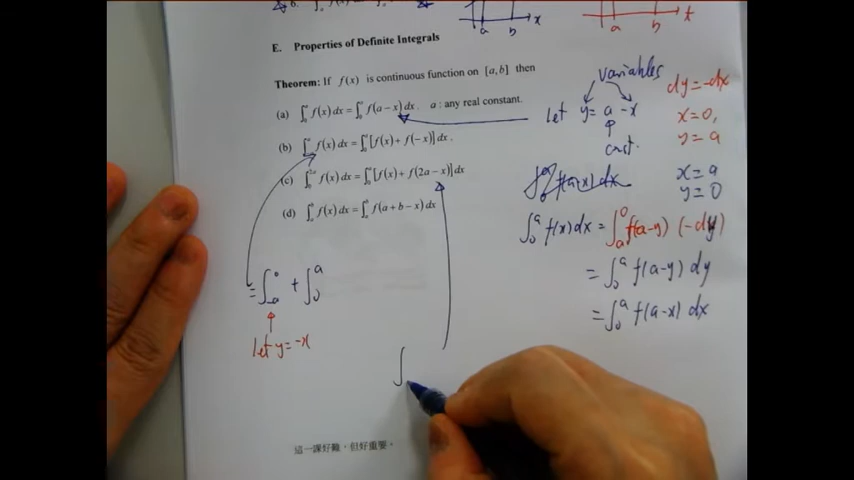 E. Properties of Definite Integrals
Theorem: If f(x) is continuous function on [a,b] then
(a) ∫₀ᵃ f(x)dx = ∫₀ᵃ f(a−x)dx. a : any real constant.
(b) ∫₋ₐᵃ f(x)dx = ∫₀ᵃ [f(x)+f(−x)]dx.
(c) ∫₀²ᵃ f(x)dx = ∫₀ᵃ [f(x)+f(2a−x)]dx
(d) ∫ₐᵇ f(x)dx = ∫ₐᵇ f(a+b−x)dx
a b x
a b t
variables
let y = a − x
cnst.
dy = −dx
x = 0,
y = a
x = a
y = 0
∫₀ᵃ f(x)dx = ∫ₐ⁰ f(a−y) (−dy)
= ∫₀ᵃ f(a−y) dy
= ∫₀ᵃ f(a−x) dx
= ∫₋ₐ⁰ + ∫₀ᵃ
let y = −x
∫
這一課好難，但好重要。